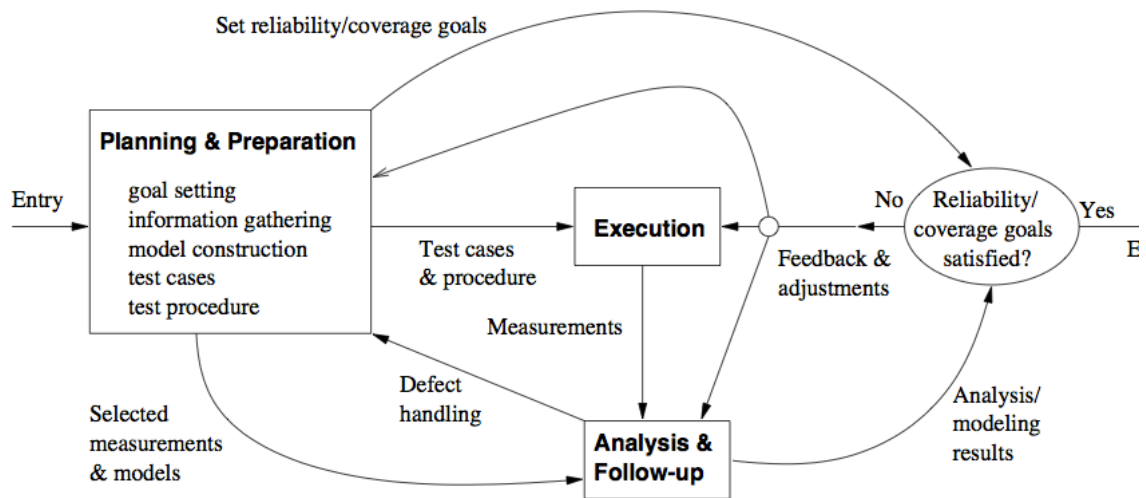 Set reliability/coverage goals
Planning & Preparation
goal setting
information gathering
model construction
test cases
test procedure
Entry
Execution
Test cases
& procedure
No
Reliability/
coverage goals
satisfied?
Yes
E
Feedback &
adjustments
Measurements
Defect
handling
Selected
measurements
& models
Analysis &
Follow-up
Analysis/
modeling
results